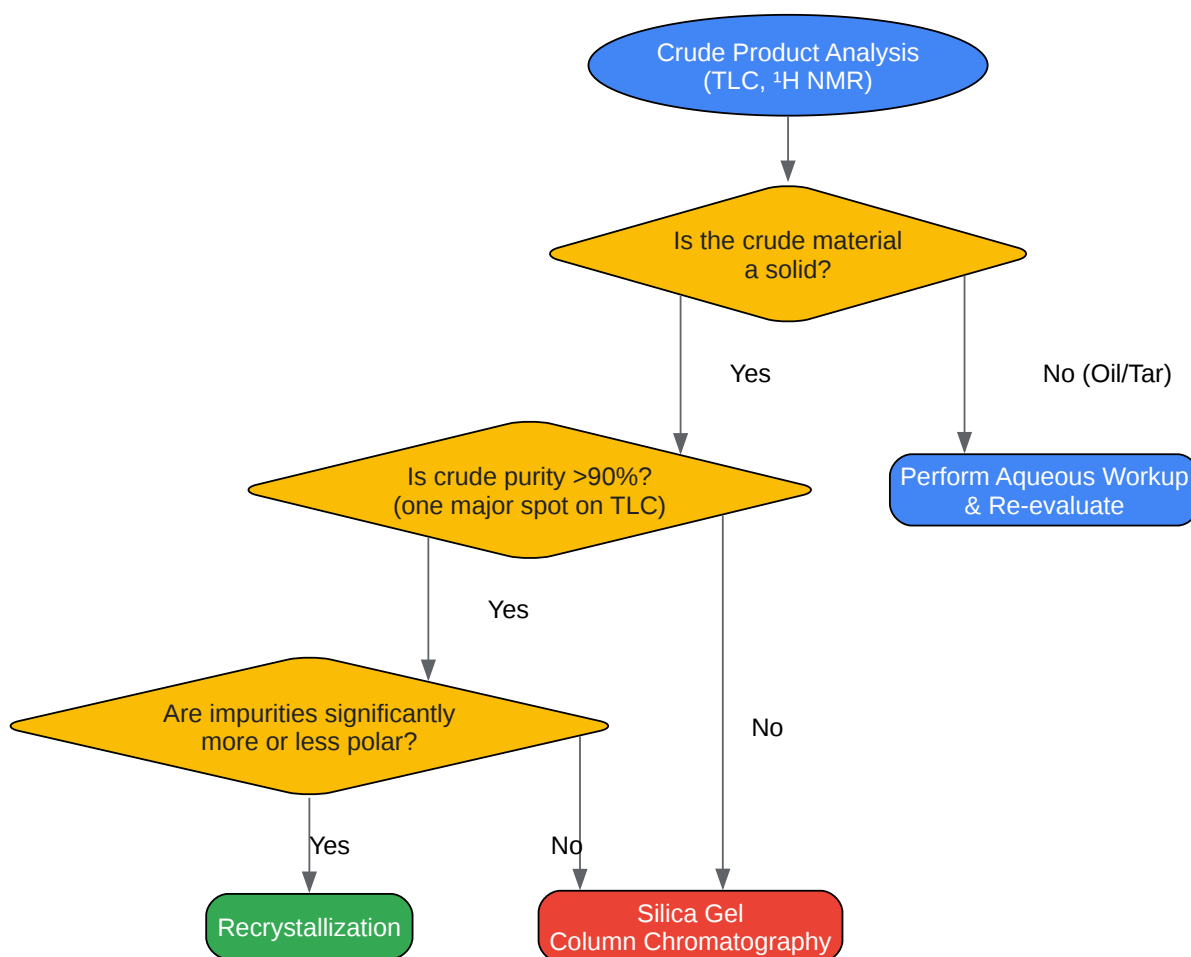 Crude Product Analysis
(TLC, ¹H NMR)
Is the crude material
a solid?
Yes
No (Oil/Tar)
Is crude purity >90%?
(one major spot on TLC)
Perform Aqueous Workup
& Re-evaluate
Yes
Are impurities significantly
more or less polar?
No
Yes
No
Recrystallization
Silica Gel
Column Chromatography